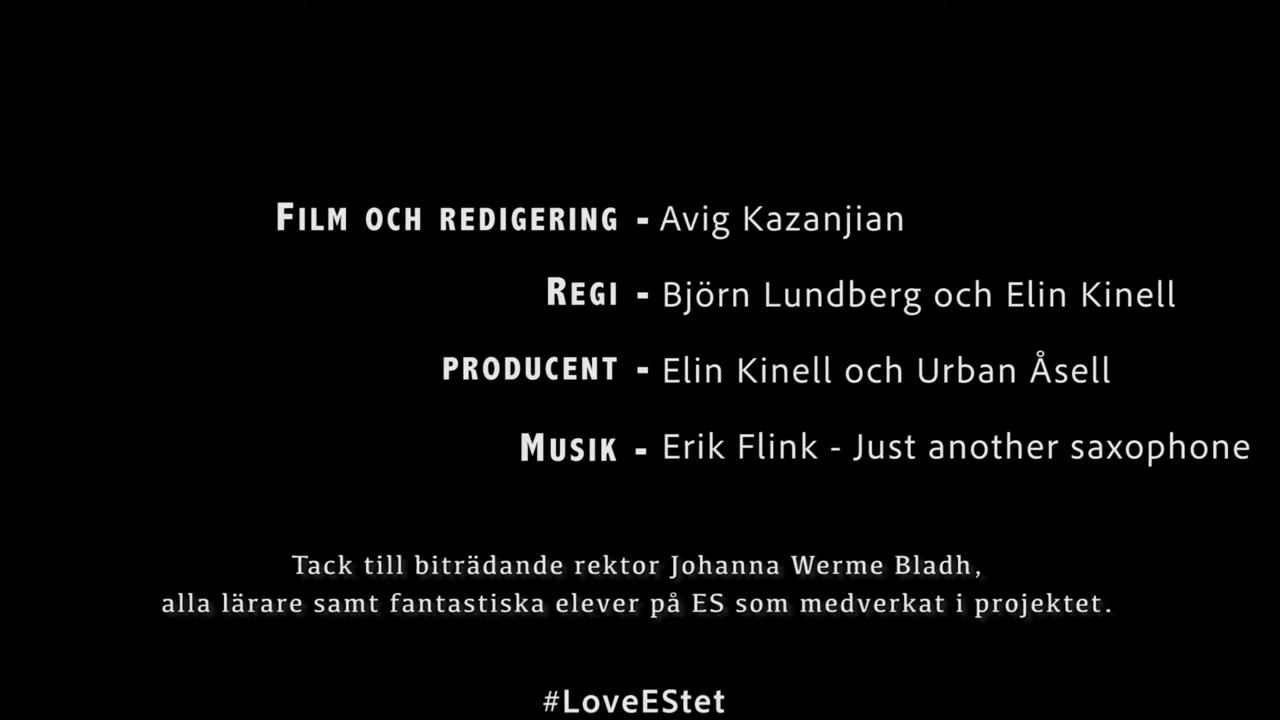 FILM OCH REDIGERING - Avig Kazanjian
REGI - Björn Lundberg och Elin Kinell
PRODUCENT - Elin Kinell och Urban Åsell
MUSIK - Erik Flink - Just another saxophone
Tack till biträdande rektor Johanna Werme Bladh,
alla lärare samt fantastiska elever på ES som medverkat i projektet.
#LoveEStet